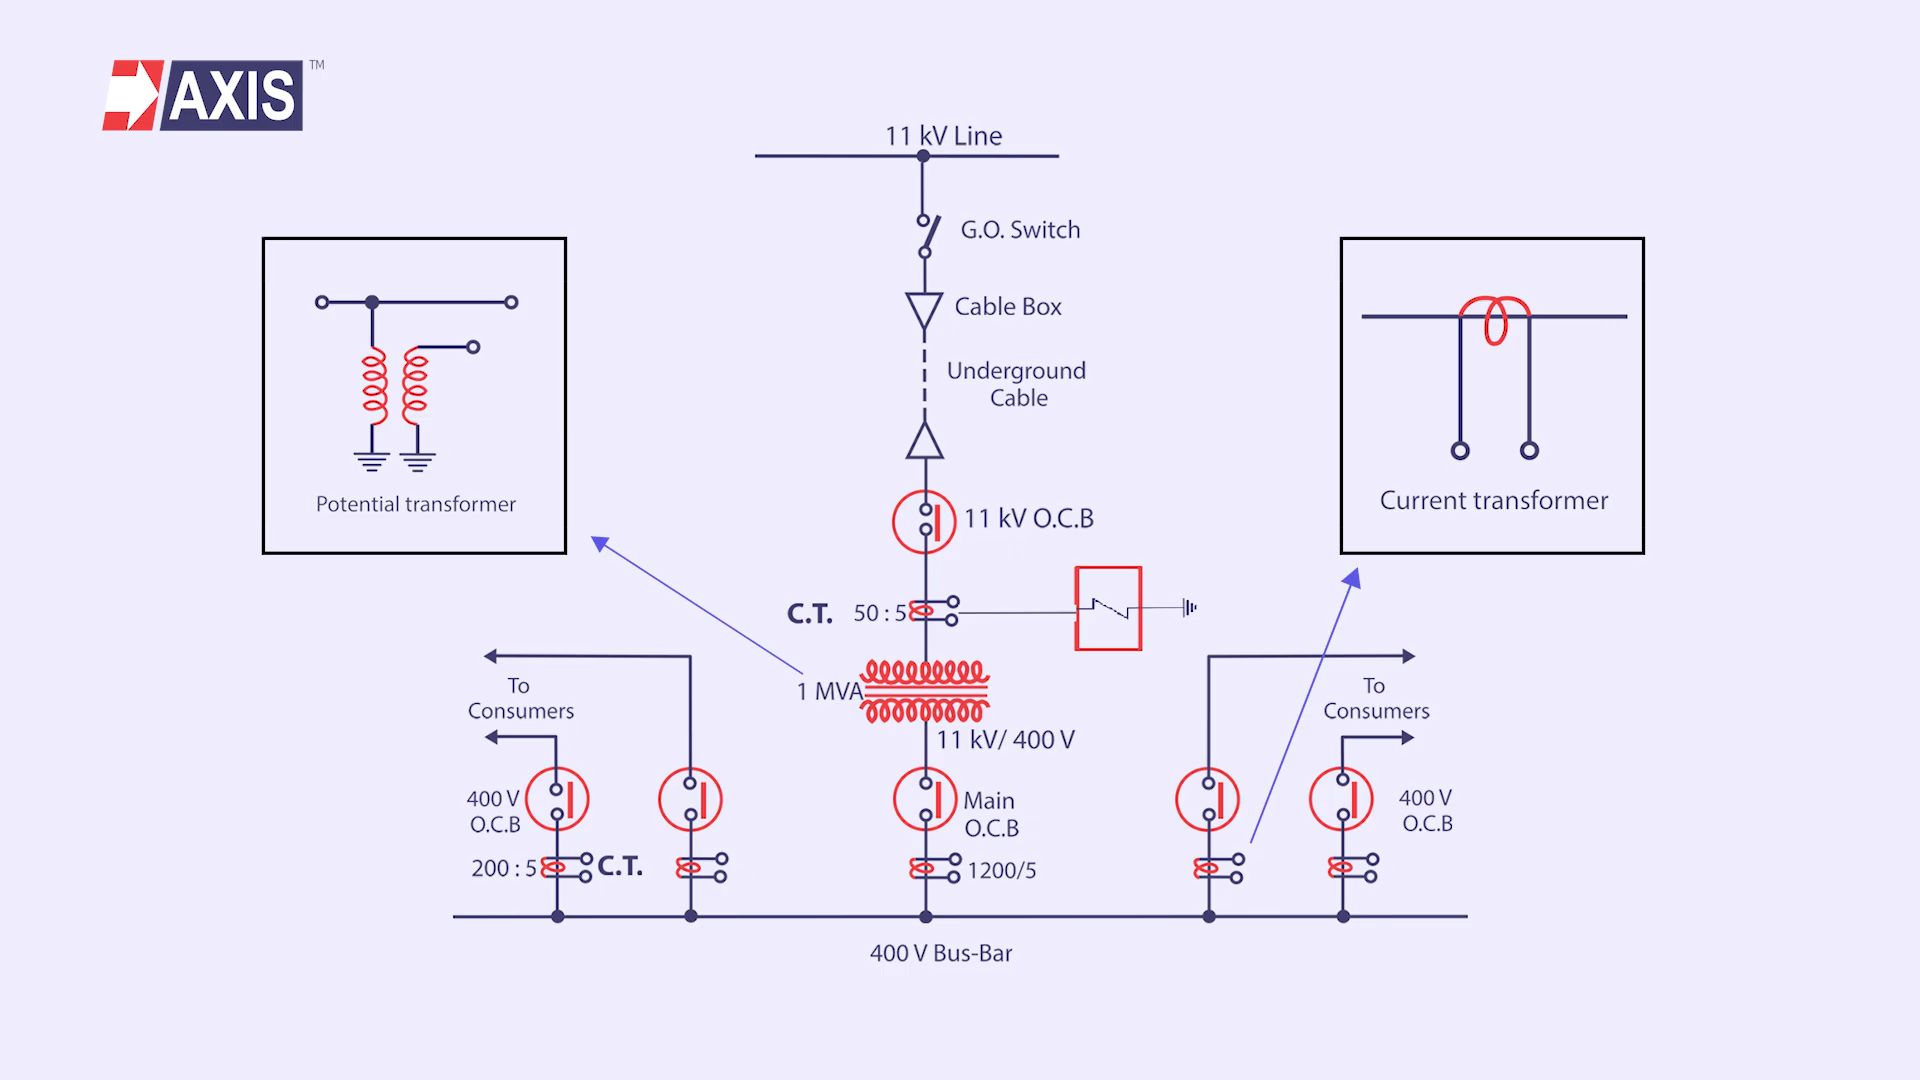 AXIS TM
11 kV Line
G.O. Switch
Cable Box
Underground
Cable
Potential transformer
Current transformer
11 kV O.C.B
C.T. 50 : 5
To
Consumers
1 MVA
To
Consumers
11 kV/ 400 V
400 V
O.C.B
Main
O.C.B
400 V
O.C.B
200 : 5 C.T.
1200/5
400 V Bus-Bar